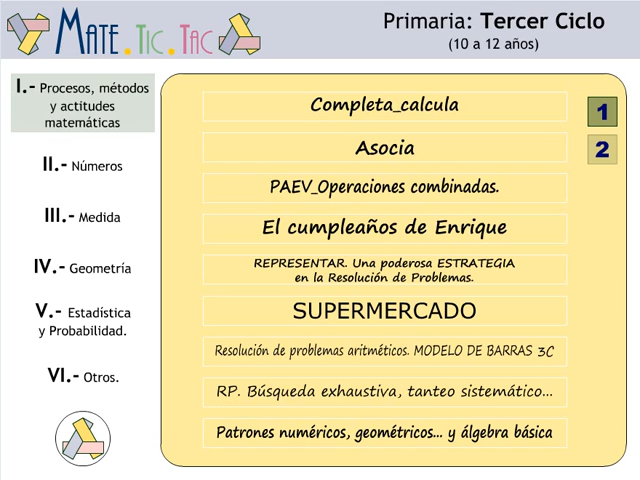 MATE.TIC.TAC
Primaria: Tercer Ciclo
(10 a 12 años)
I.- Procesos, métodos
y actitudes
matemáticas
II.- Números
III.- Medida
IV.- Geometría
V.- Estadística
y Probabilidad.
VI.- Otros.
Completa_calcula
Asocia
PAEV_Operaciones combinadas.
El cumpleaños de Enrique
REPRESENTAR. Una poderosa ESTRATEGIA
en la Resolución de Problemas.
SUPERMERCADO
Resolución de problemas aritméticos. MODELO DE BARRAS 3C
RP. Búsqueda exhaustiva, tanteo sistemático...
Patrones numéricos, geométricos... y álgebra básica
1
2